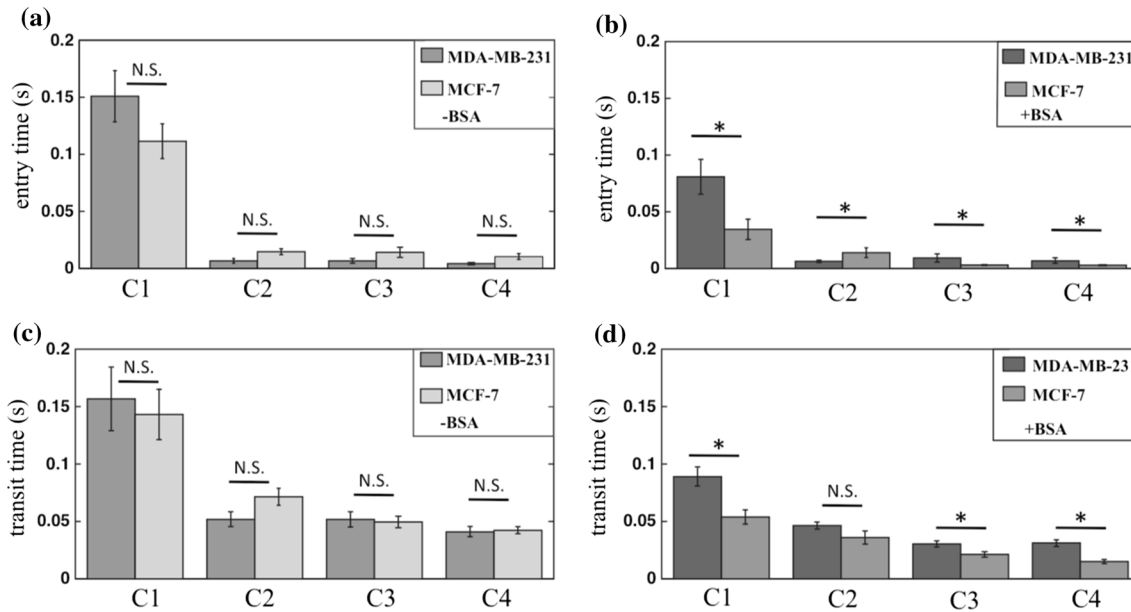 (a)
0.2
0.15
0.1
0.05
0
entry time (s)
MDA-MB-231
MCF-7
-BSA
N.S.
N.S.
N.S.
N.S.
C1 C2 C3 C4
(b)
0.2
0.15
0.1
0.05
0
entry time (s)
MDA-MB-231
MCF-7
+BSA
*
*
*
*
C1 C2 C3 C4
(c)
0.2
0.15
0.1
0.05
0
transit time (s)
MDA-MB-231
MCF-7
-BSA
N.S.
N.S.
N.S.
N.S.
C1 C2 C3 C4
(d)
0.2
0.15
0.1
0.05
0
transit time (s)
MDA-MB-23
MCF-7
+BSA
*
N.S.
*
*
C1 C2 C3 C4